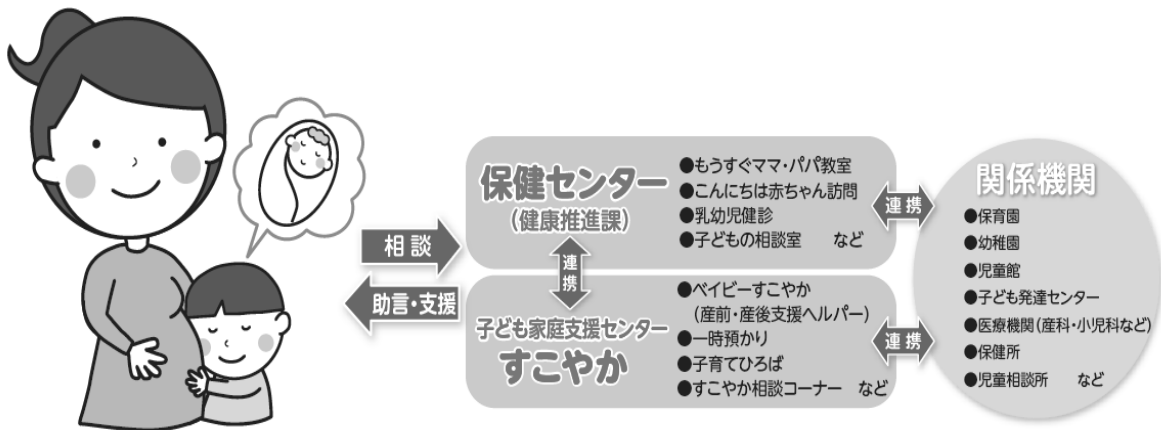 相談
助言・支援
保健センター
(健康推進課)
●もうすぐママ・パパ教室
●こんにちは赤ちゃん訪問
●乳幼児健診
●子どもの相談室　など
連携
子ども家庭支援センター
すこやか
●ベイビーすこやか
(産前・産後支援ヘルパー)
●一時預かり
●子育てひろば
●すこやか相談コーナー　など
連携
連携
関係機関
●保育園
●幼稚園
●児童館
●子ども発達センター
●医療機関(産科・小児科など)
●保健所
●児童相談所　など